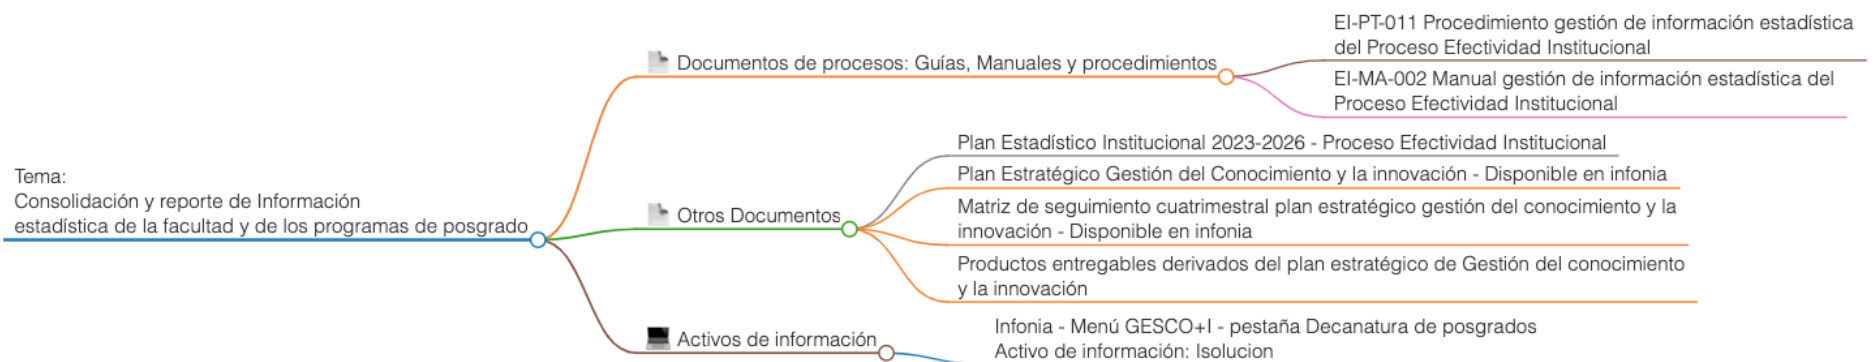 Tema:
Consolidación y reporte de Información
estadística de la facultad y de los programas de posgrado
Documentos de procesos: Guías, Manuales y procedimientos
EI-PT-011 Procedimiento gestión de información estadística
del Proceso Efectividad Institucional
EI-MA-002 Manual gestión de información estadística del
Proceso Efectividad Institucional
Otros Documentos
Plan Estadístico Institucional 2023-2026 - Proceso Efectividad Institucional
Plan Estratégico Gestión del Conocimiento y la innovación - Disponible en infonia
Matriz de seguimiento cuatrimestral plan estratégico gestión del conocimiento y la
innovación - Disponible en infonia
Productos entregables derivados del plan estratégico de Gestión del conocimiento
y la innovación
Activos de información
Infonia - Menú GESCO+I - pestaña Decanatura de posgrados
Activo de información: Isolucion